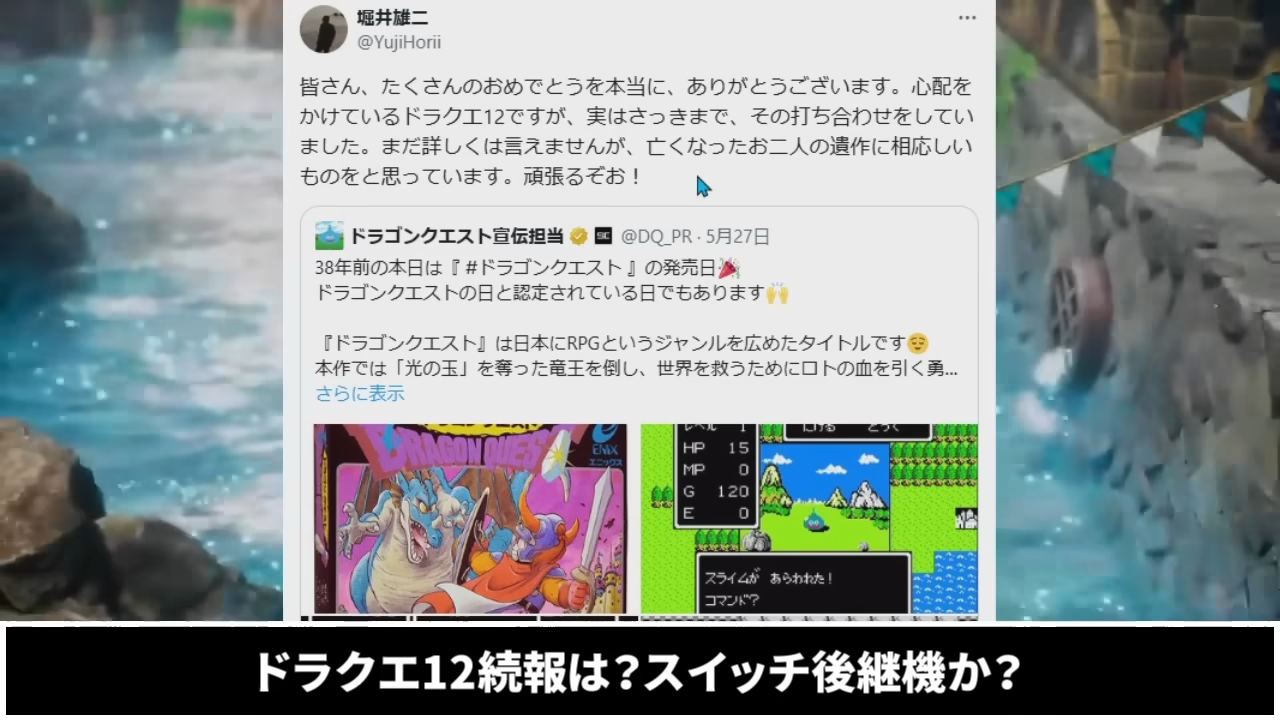 堀井雄二
@YujiHorii
皆さん、たくさんのおめでとうを本当に、ありがとうございます。心配を
かけているドラクエ12ですが、実はさっきまで、その打ち合わせをしてい
ました。まだ詳しくは言えませんが、亡くなったお二人の遺作に相応しい
ものをと思っています。頑張るぞお！
ドラゴンクエスト宣伝担当 @DQ_PR · 5月27日
38年前の本日は『 #ドラゴンクエスト 』の発売日🎉
ドラゴンクエストの日と認定されている日でもあります🙌
『ドラゴンクエスト』は日本にRPGというジャンルを広めたタイトルです😌
本作では「光の玉」を奪った竜王を倒し、世界を救うためにロトの血を引く勇...
さらに表示
DRAGON QUEST
ENIX
エニックス
レベル 1
HP 15
MP 0
G 120
E 0
にげる どうぐ
スライムが あらわれた！
コマンド？
ドラクエ12続報は？スイッチ後継機か？